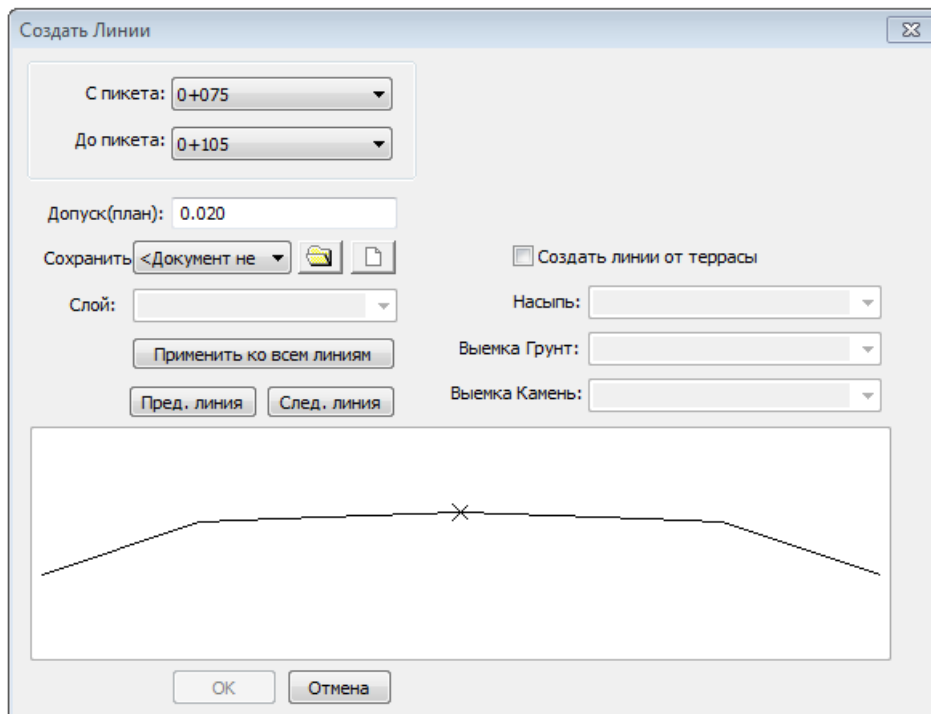 Создать Линии
С пикета: 0+075
До пикета: 0+105
Допуск(план): 0.020
Сохранить <Документ не
Создать линии от террасы
Слой:
Насыпь:
Применить ко всем линиям
Выемка Грунт:
Пред. линия След. линия
Выемка Камень:
OK Отмена